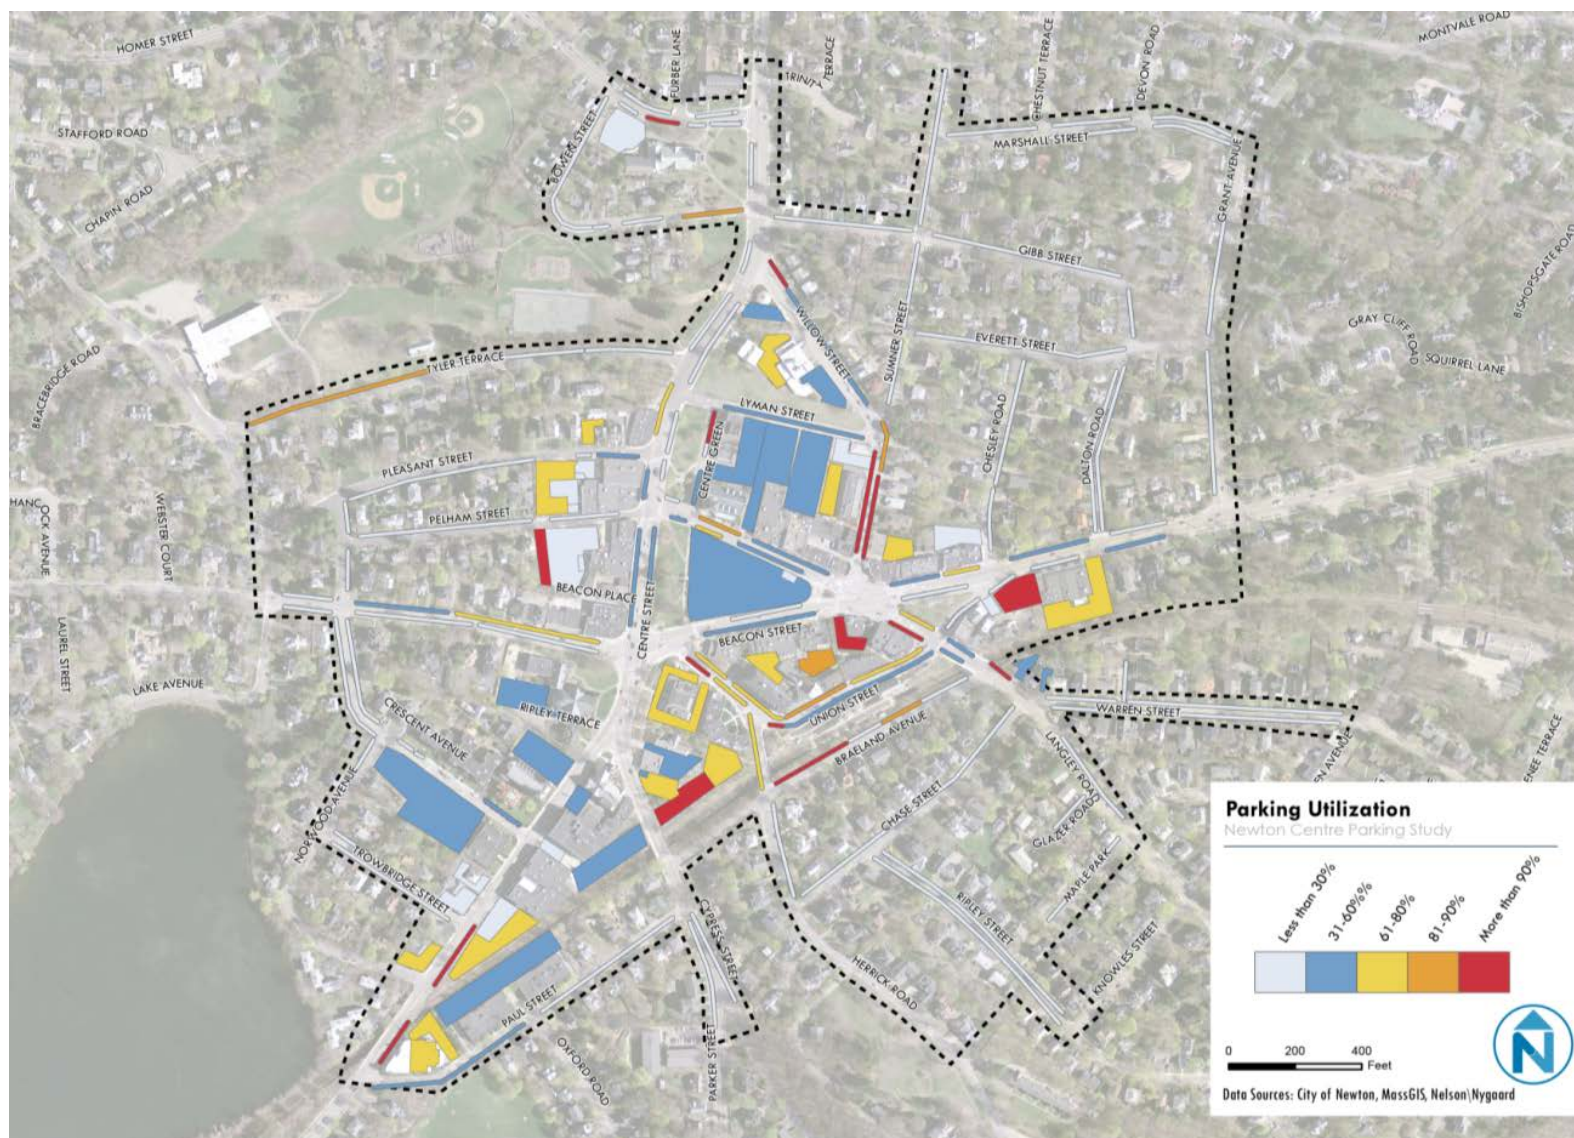 HOMER STREET
FURBER LANE
TRINITY TERRACE
CHESTNUT TERRACE
DEVON ROAD
MONTVALE ROAD
STAFFORD ROAD
BOWEN STREET
MARSHALL STREET
CHAPIN ROAD
GRANT AVENUE
GIBB STREET
BISHOPSGATE ROAD
WILLOW STREET
SUMNER STREET
EVERETT STREET
GRAY CLIFF ROAD
SQUIRREL LANE
BRACEBRIDGE ROAD
TYLER TERRACE
LYMAN STREET
CENTRE GREEN
CHESLEY ROAD
DALTON ROAD
PLEASANT STREET
HANC
OCK AVENUE
WEBSTER COURT
PELHAM STREET
BEACON PLACE
CENTRE STREET
BEACON STREET
LAUREL STREET
LAKE AVENUE
CRESCENT AVENUE
RIPLEY TERRACE
UNION STREET
BRAELAND AVENUE
WARREN STREET
LANGLEY ROAD
EN AVENUE
ENEE TERRACE
NORWOOD AVENUE
CHASE STREET
GLAZER ROAD
TROWBRIDGE STREET
MAPLE PARK
RIPLEY STREET
CYPRESS STREET
KNOWLES STREET
HERRICK ROAD
PAUL STREET
OXFORD ROAD
PARKER STREET
Parking Utilization
Newton Centre Parking Study
Less than 30%
31-60%%
61-80%
81-90%
More than 90%
0 200 400
Feet
N
Data Sources: City of Newton, MassGIS, Nelson\Nygaard